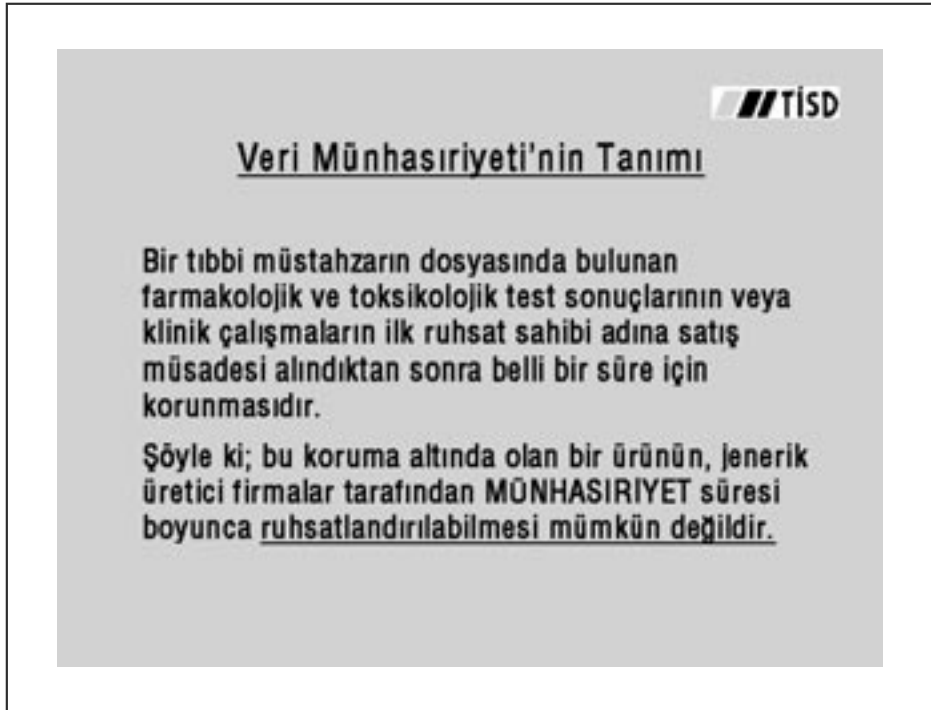 TİSD
Veri Münhasıriyeti'nin Tanımı
Bir tıbbi müstahzarın dosyasında bulunan
farmakolojik ve toksikolojik test sonuçlarının veya
klinik çalışmaların ilk ruhsat sahibi adına satış
müsadesi alındıktan sonra belli bir süre için
korunmasıdır.
Şöyle ki; bu koruma altında olan bir ürünün, jenerik
üretici firmalar tarafından MÜNHASIRİYET süresi
boyunca ruhsatlandırılabilmesi mümkün değildir.